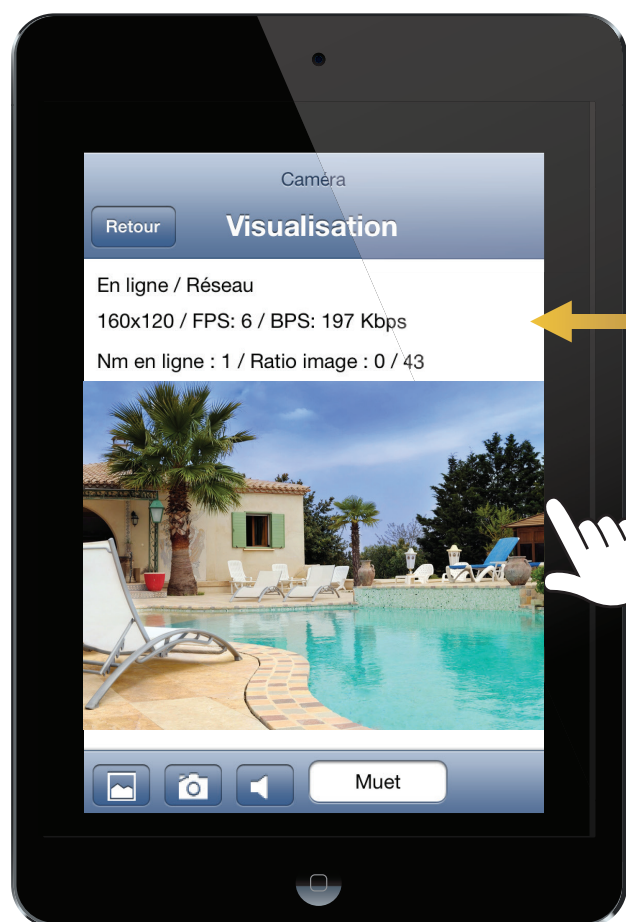 Caméra
Retour
Visualisation
En ligne / Réseau
160x120 / FPS: 6 / BPS: 197 Kbps
Nm en ligne : 1 / Ratio image : 0 / 43
Muet